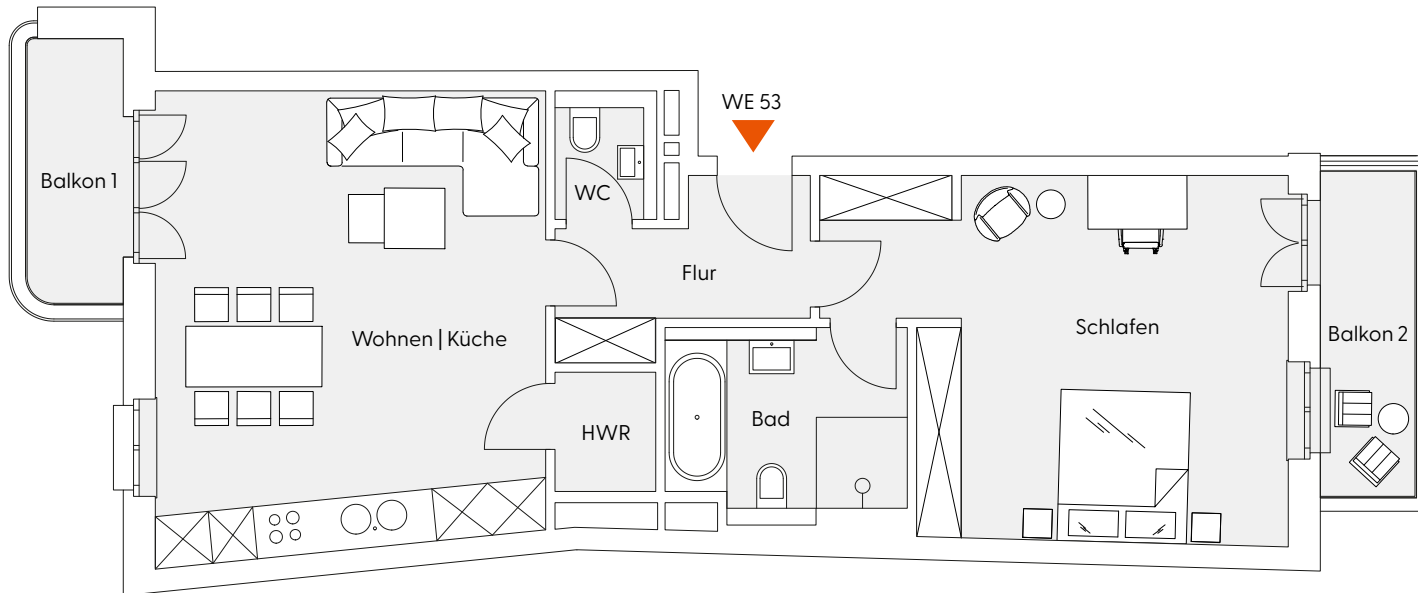 WE 53
Balkon 1
WC
Flur
Wohnen | Küche
Schlafen
Balkon 2
HWR
Bad